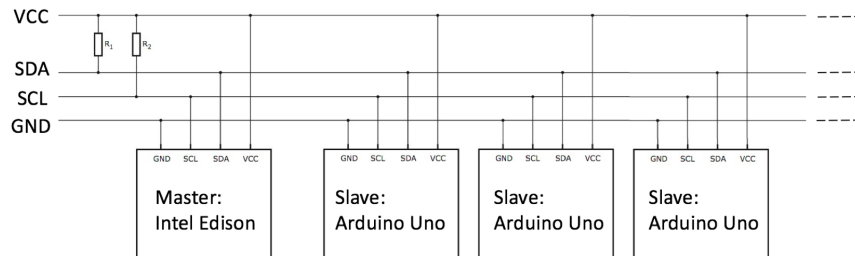 VCC
R1
R2
SDA
SCL
GND
GND SCL SDA VCC
GND SCL SDA VCC
GND SCL SDA VCC
GND SCL SDA VCC
Master:
Intel Edison
Slave:
Arduino Uno
Slave:
Arduino Uno
Slave:
Arduino Uno